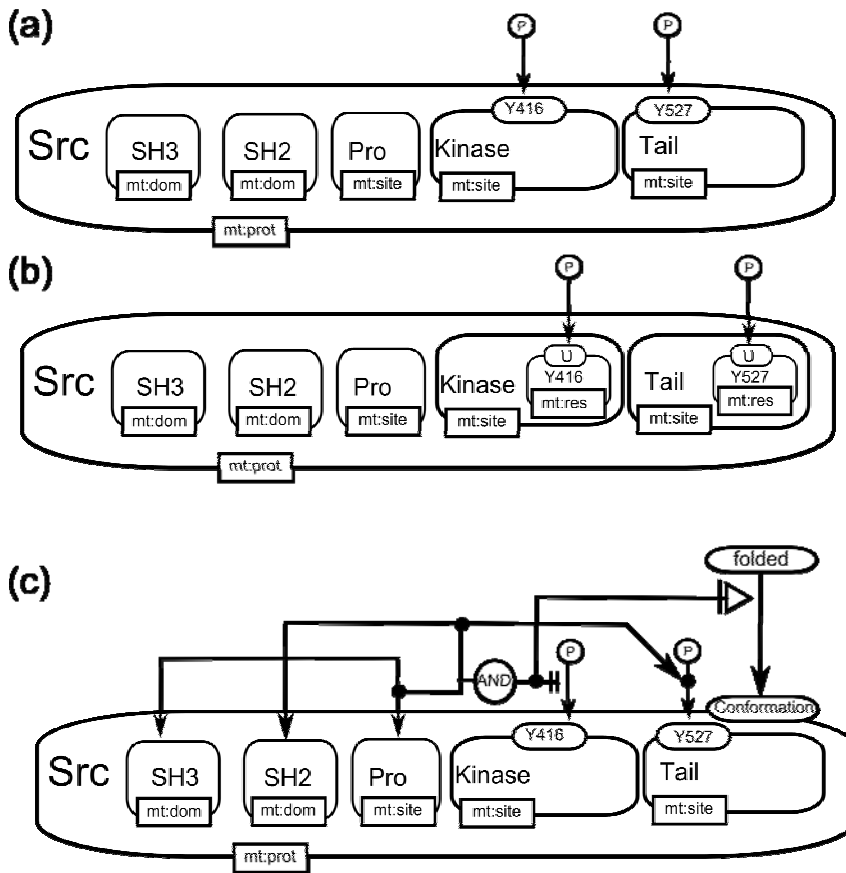 (a)
P P
Y416 Y527
Src SH3 SH2 Pro Kinase Tail
mt:dom mt:dom mt:site mt:site mt:site
mt:prot
(b)
P P
U U
Src SH3 SH2 Pro Kinase Y416 Tail Y527
mt:dom mt:dom mt:site mt:site mt:res mt:site mt:res
mt:prot
(c)
folded
P P
AND
Conformation
Y416 Y527
Src SH3 SH2 Pro Kinase Tail
mt:dom mt:dom mt:site mt:site mt:site
mt:prot